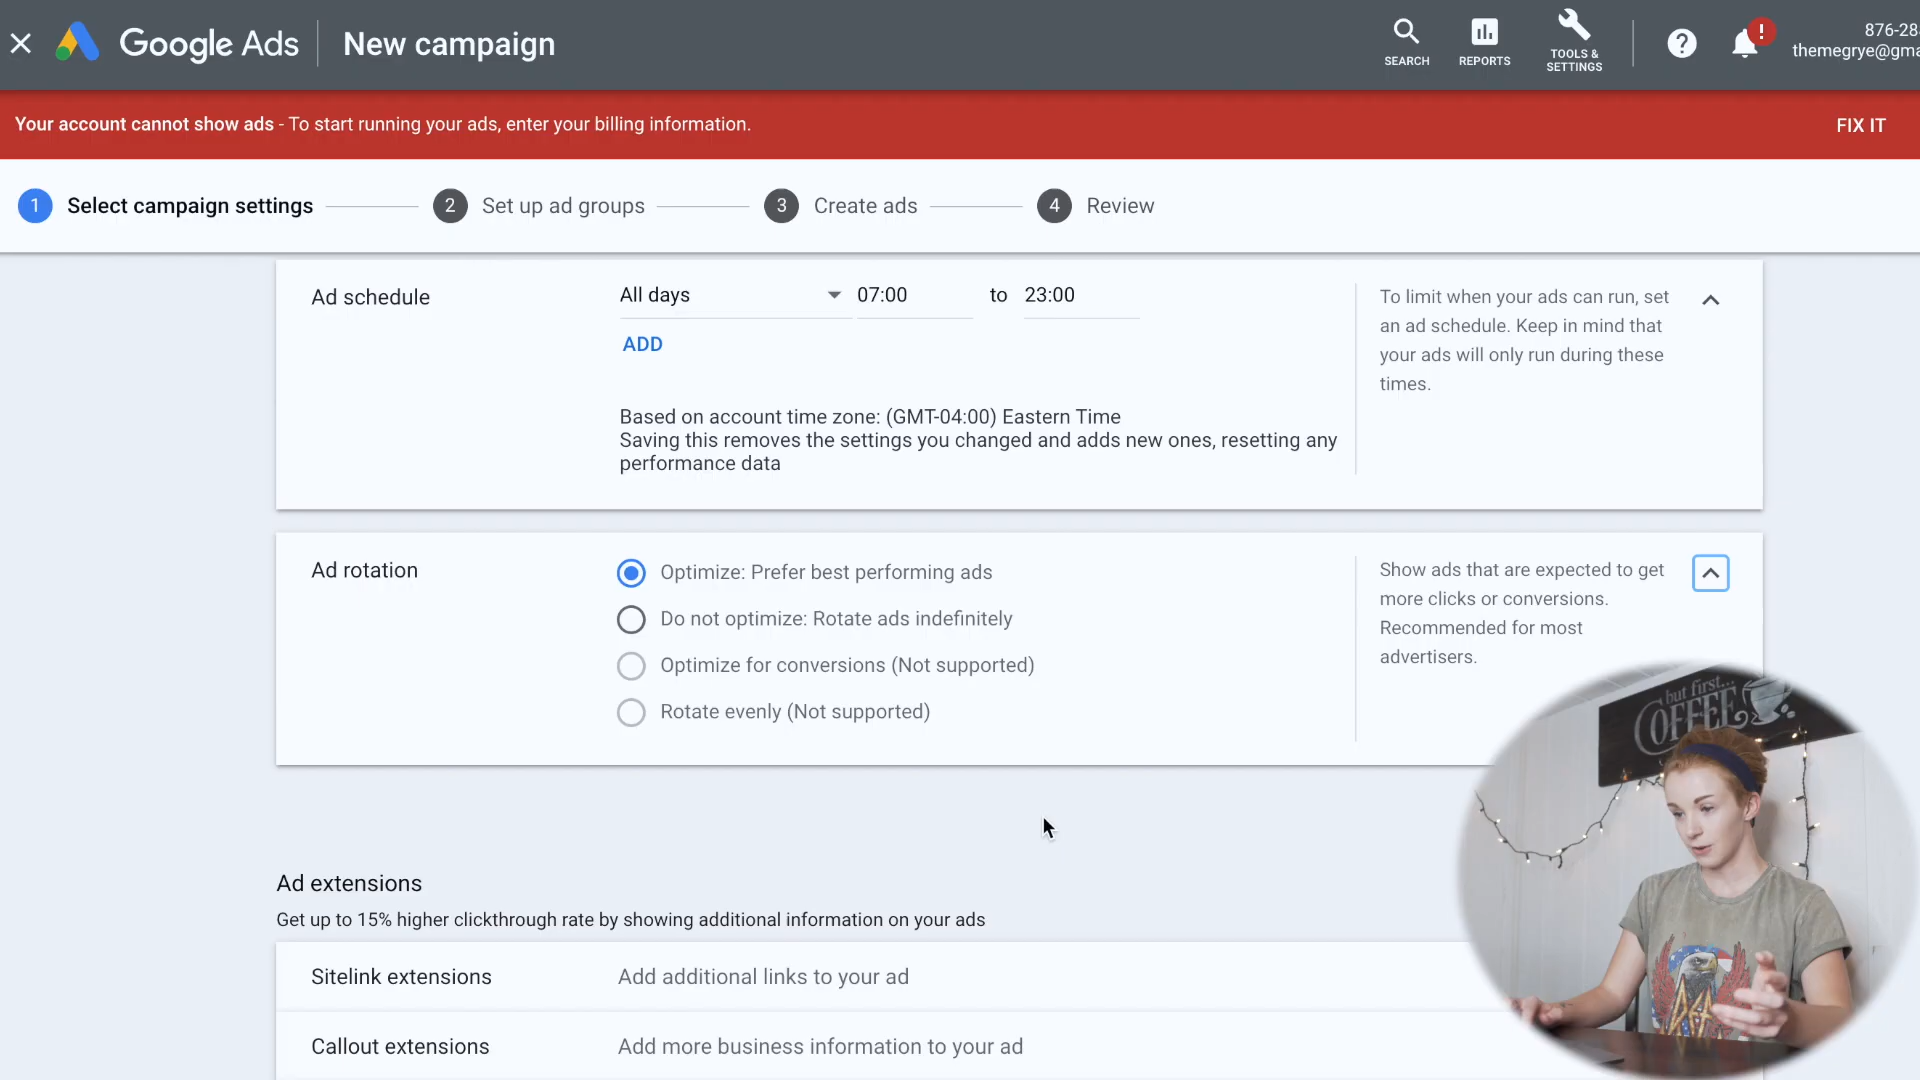 Google Ads
New campaign
SEARCH
REPORTS
TOOLS &
SETTINGS
!
876-28
themegrye@gma
Your account cannot show ads - To start running your ads, enter your billing information.
FIX IT
1 Select campaign settings
2 Set up ad groups
3 Create ads
4 Review
Ad schedule
All days
07:00
to
23:00
ADD
Based on account time zone: (GMT-04:00) Eastern Time
Saving this removes the settings you changed and adds new ones, resetting any
performance data
To limit when your ads can run, set
an ad schedule. Keep in mind that
your ads will only run during these
times.
Ad rotation
Optimize: Prefer best performing ads
Do not optimize: Rotate ads indefinitely
Optimize for conversions (Not supported)
Rotate evenly (Not supported)
Show ads that are expected to get
more clicks or conversions.
Recommended for most
advertisers.
but first...
COFFEE
Ad extensions
Get up to 15% higher clickthrough rate by showing additional information on your ads
Sitelink extensions
Add additional links to your ad
Callout extensions
Add more business information to your ad